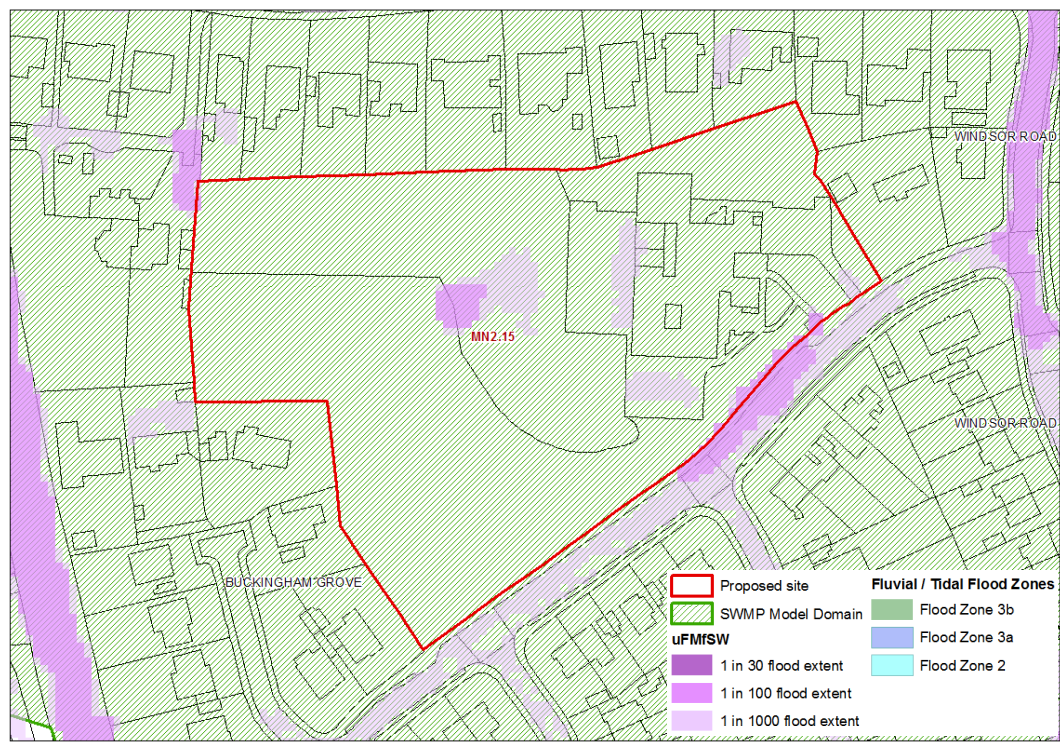 WINDSOR ROAD
MN2.15
WINDSOR ROAD
BUCKINGHAM GROVE
Proposed site
SWMP Model Domain
uFMfSW
1 in 30 flood extent
1 in 100 flood extent
1 in 1000 flood extent
Fluvial / Tidal Flood Zones
Flood Zone 3b
Flood Zone 3a
Flood Zone 2